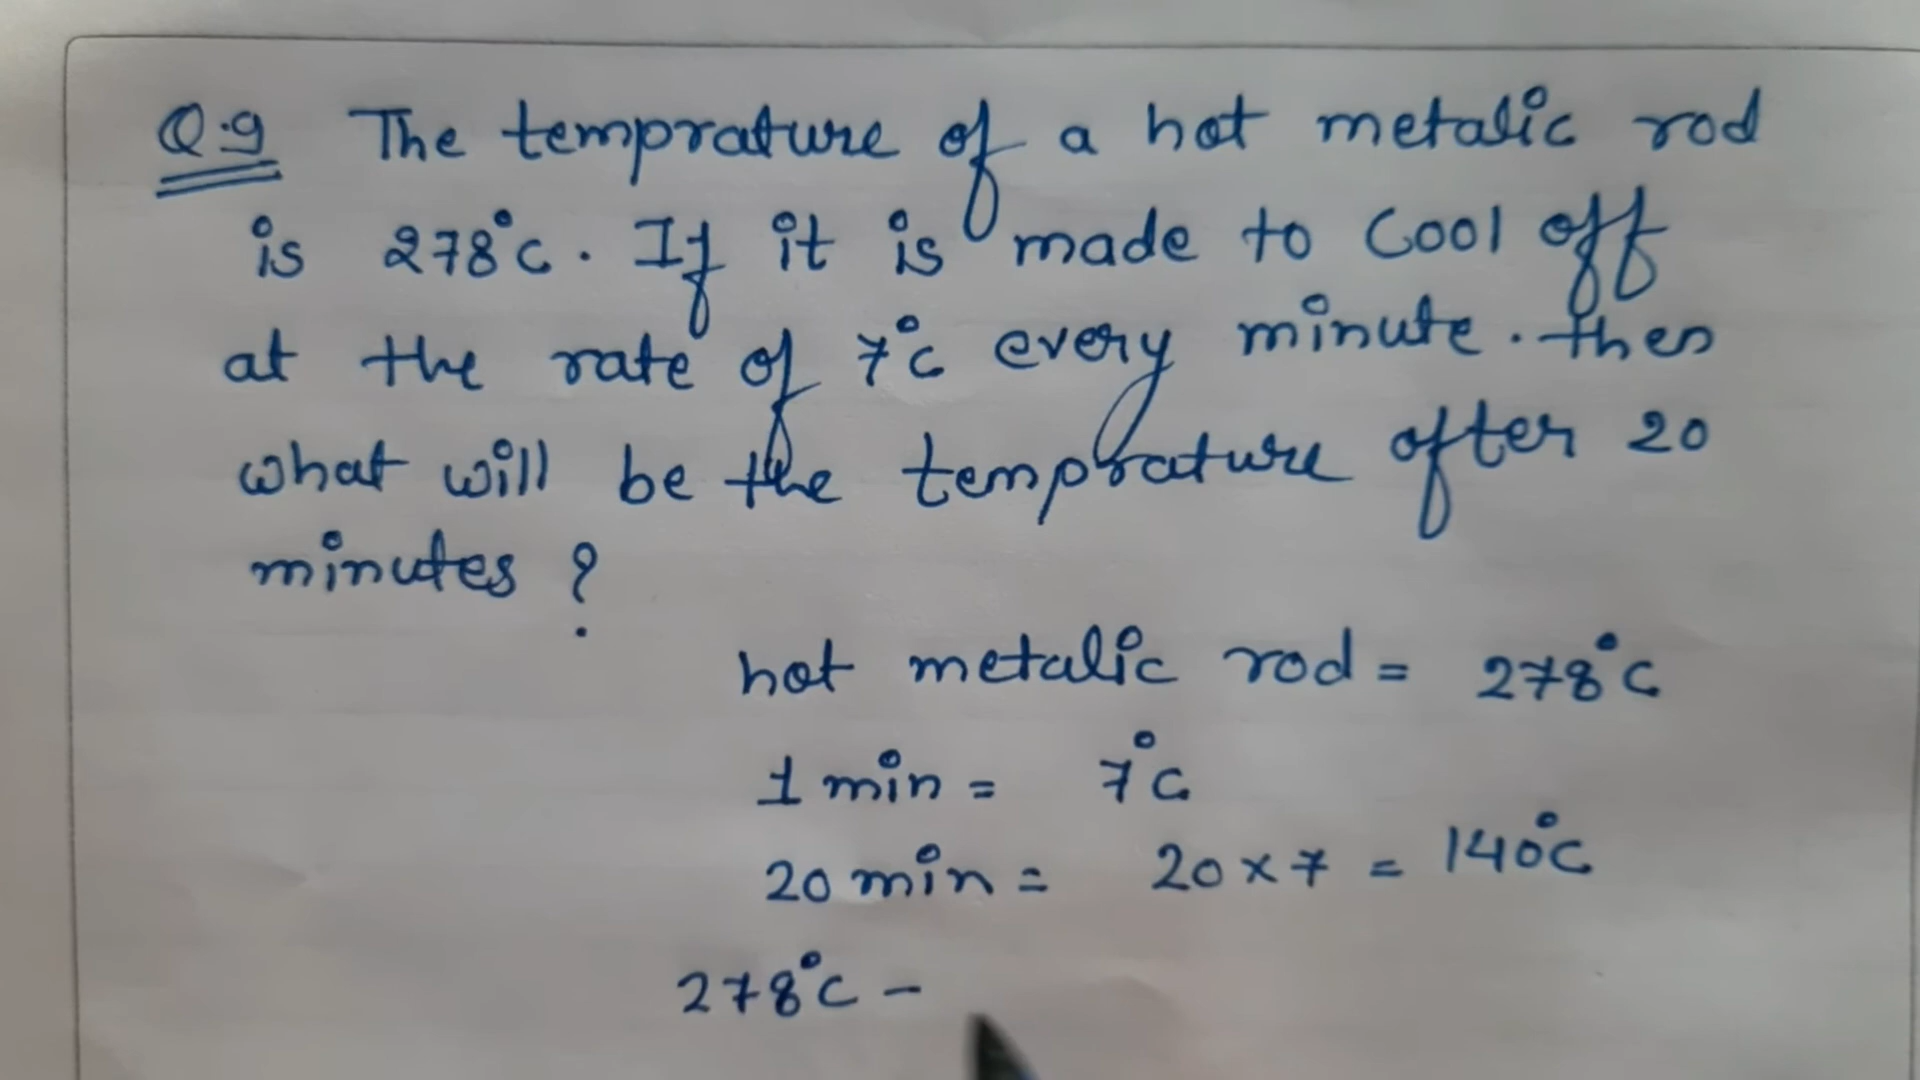 Q.9 The temprature of a hot metalic rod
is 278°c. If it is made to cool off
at the rate of 7°c every minute. then
what will be the temprature after 20
minutes ?
hot metalic rod = 278°c
1 min = 7°c
20 min = 20 x 7 = 140°c
278°c -